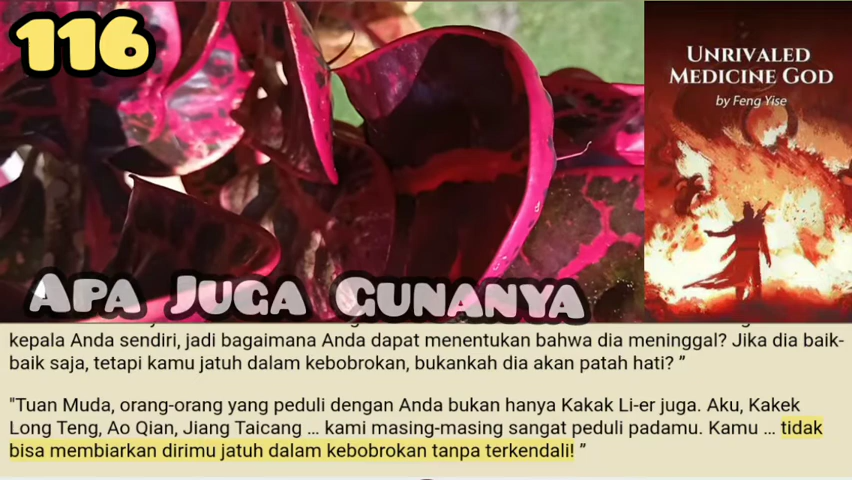 116
UNRIVALED
MEDICINE GOD
by Feng Yise
APA JUGA GUNANYA
kepala Anda sendiri, jadi bagaimana Anda dapat menentukan bahwa dia meninggal? Jika dia baik-
baik saja, tetapi kamu jatuh dalam kebobrokan, bukankah dia akan patah hati? ”
"Tuan Muda, orang-orang yang peduli dengan Anda bukan hanya Kakak Li-er juga. Aku, Kakek
Long Teng, Ao Qian, Jiang Taicang ... kami masing-masing sangat peduli padamu. Kamu ... tidak
bisa membiarkan dirimu jatuh dalam kebobrokan tanpa terkendali! ”